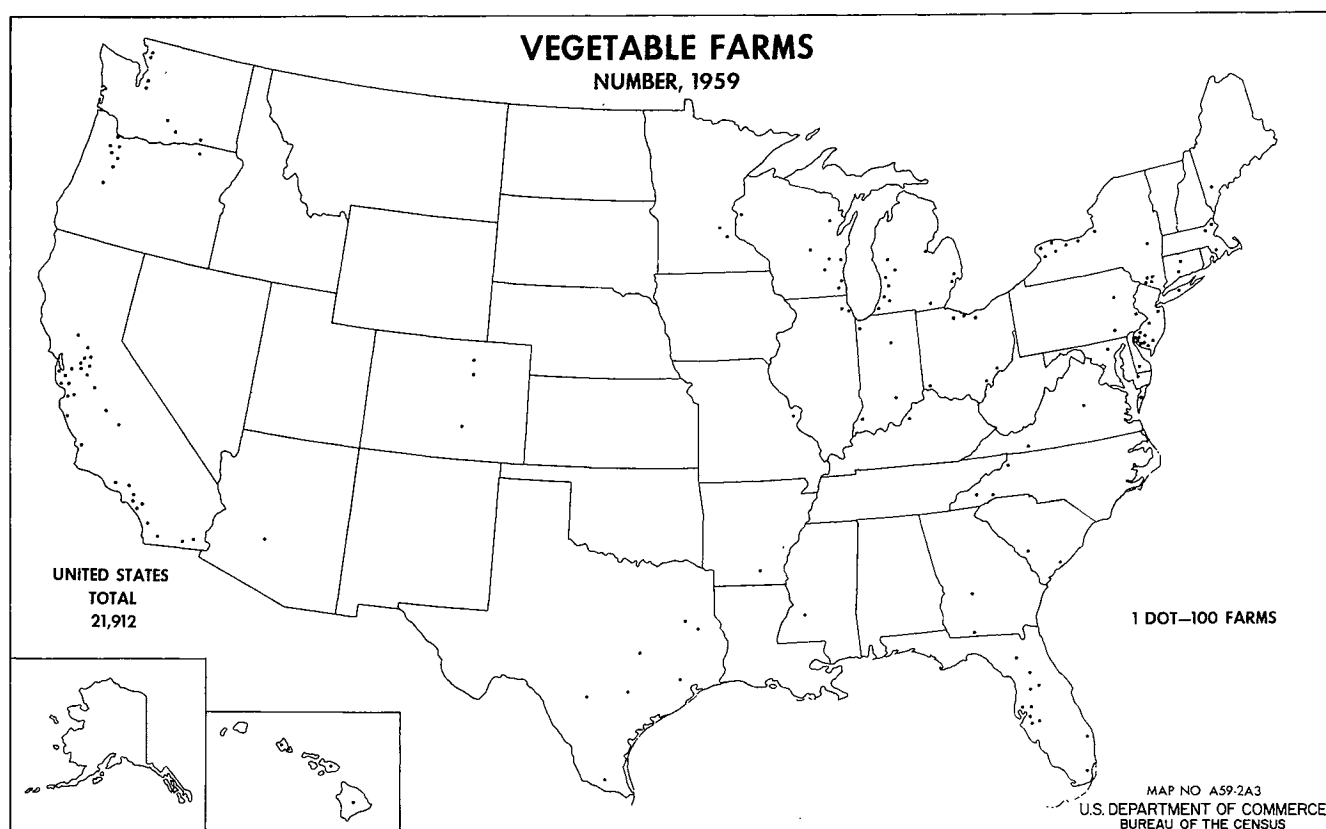 VEGETABLE FARMS
NUMBER, 1959
UNITED STATES
TOTAL
21,912
1 DOT—100 FARMS
MAP NO A59-2A3
U.S. DEPARTMENT OF COMMERCE
BUREAU OF THE CENSUS